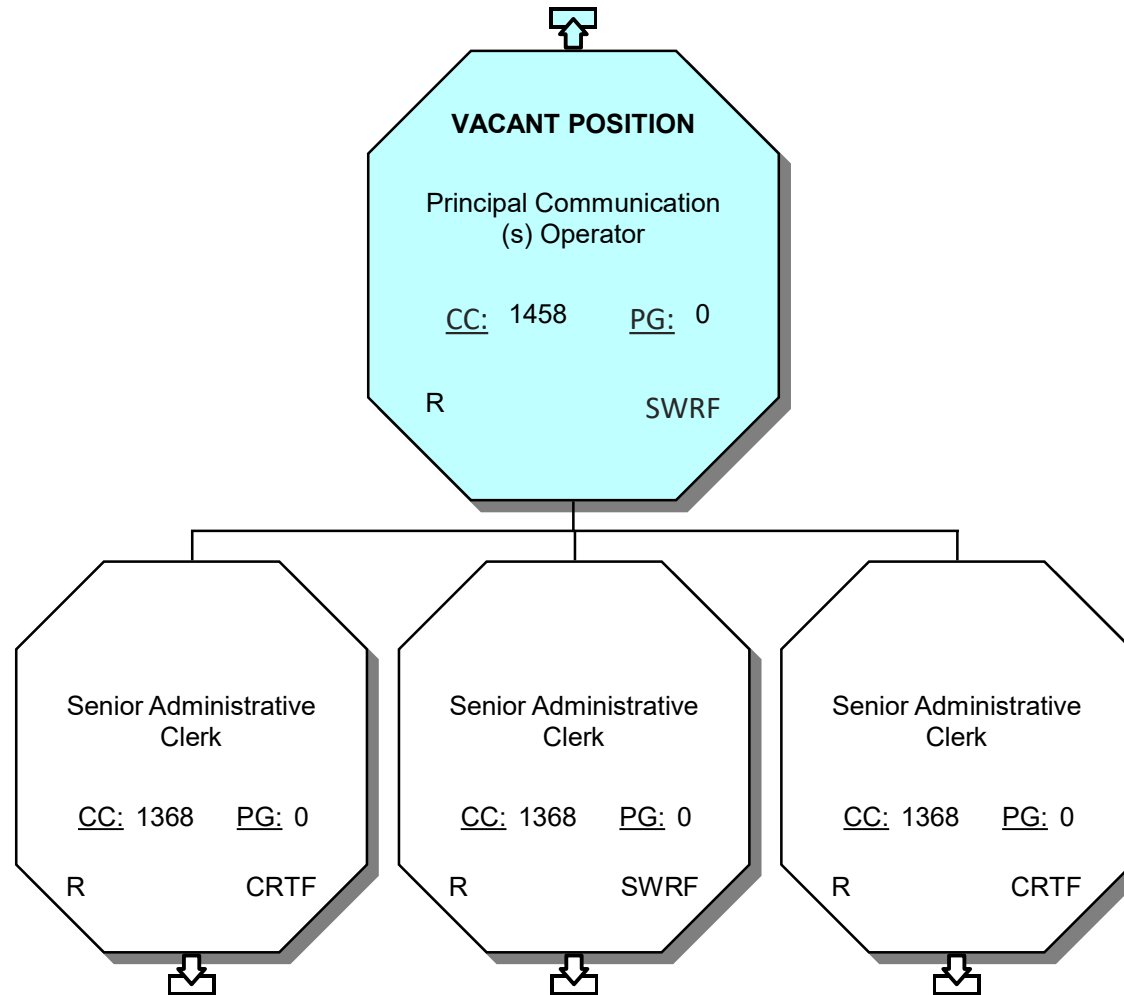 VACANT POSITION
Principal Communication
(s) Operator
CC: 1458 PG: 0
R SWRF
Senior Administrative
Clerk
CC: 1368 PG: 0
R CRTF
Senior Administrative
Clerk
CC: 1368 PG: 0
R SWRF
Senior Administrative
Clerk
CC: 1368 PG: 0
R CRTF